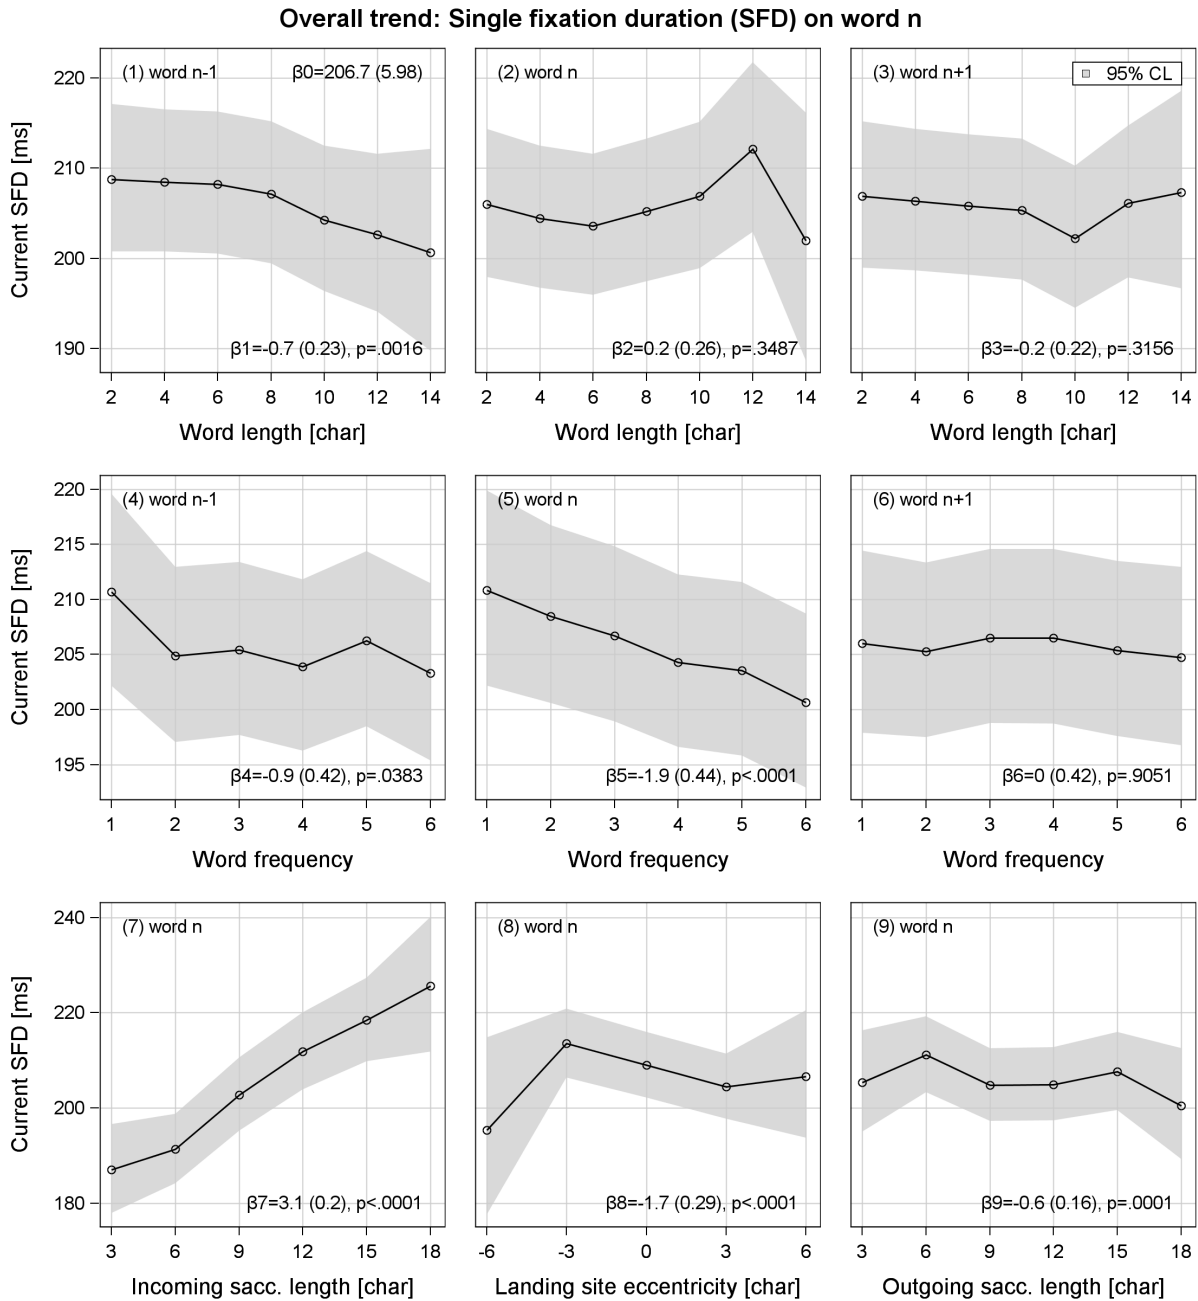 Overall trend: Single fixation duration (SFD) on word n
(1) word n-1 β0=206.7 (5.98)
(2) word n
(3) word n+1 95% CL
220
210
200
190
Current SFD [ms]
β1=-0.7 (0.23), p=.0016
β2=0.2 (0.26), p=.3487
β3=-0.2 (0.22), p=.3156
2 4 6 8 10 12 14
2 4 6 8 10 12 14
2 4 6 8 10 12 14
Word length [char]
Word length [char]
Word length [char]
(4) word n-1
(5) word n
(6) word n+1
220
215
210
205
200
195
Current SFD [ms]
β4=-0.9 (0.42), p=.0383
β5=-1.9 (0.44), p<.0001
β6=0 (0.42), p=.9051
1 2 3 4 5 6
1 2 3 4 5 6
1 2 3 4 5 6
Word frequency
Word frequency
Word frequency
(7) word n
(8) word n
(9) word n
240
220
200
180
Current SFD [ms]
β7=3.1 (0.2), p<.0001
β8=-1.7 (0.29), p<.0001
β9=-0.6 (0.16), p=.0001
3 6 9 12 15 18
-6 -3 0 3 6
3 6 9 12 15 18
Incoming sacc. length [char]
Landing site eccentricity [char]
Outgoing sacc. length [char]